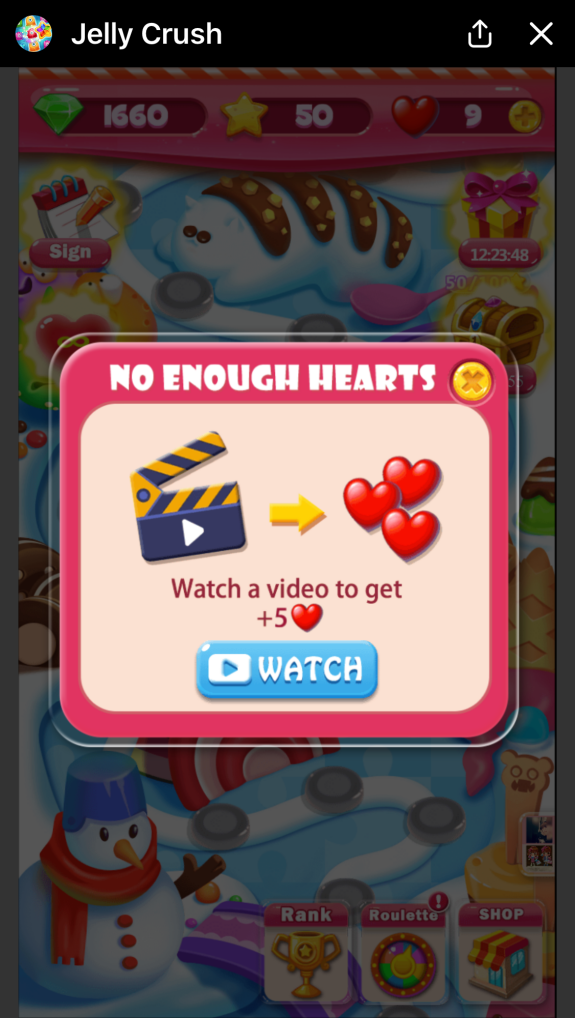 Jelly Crush
1660
50
9
Sign
12:23:48
NO ENOUGH HEARTS
Watch a video to get
+5
WATCH
Rank
Roulette
!
SHOP